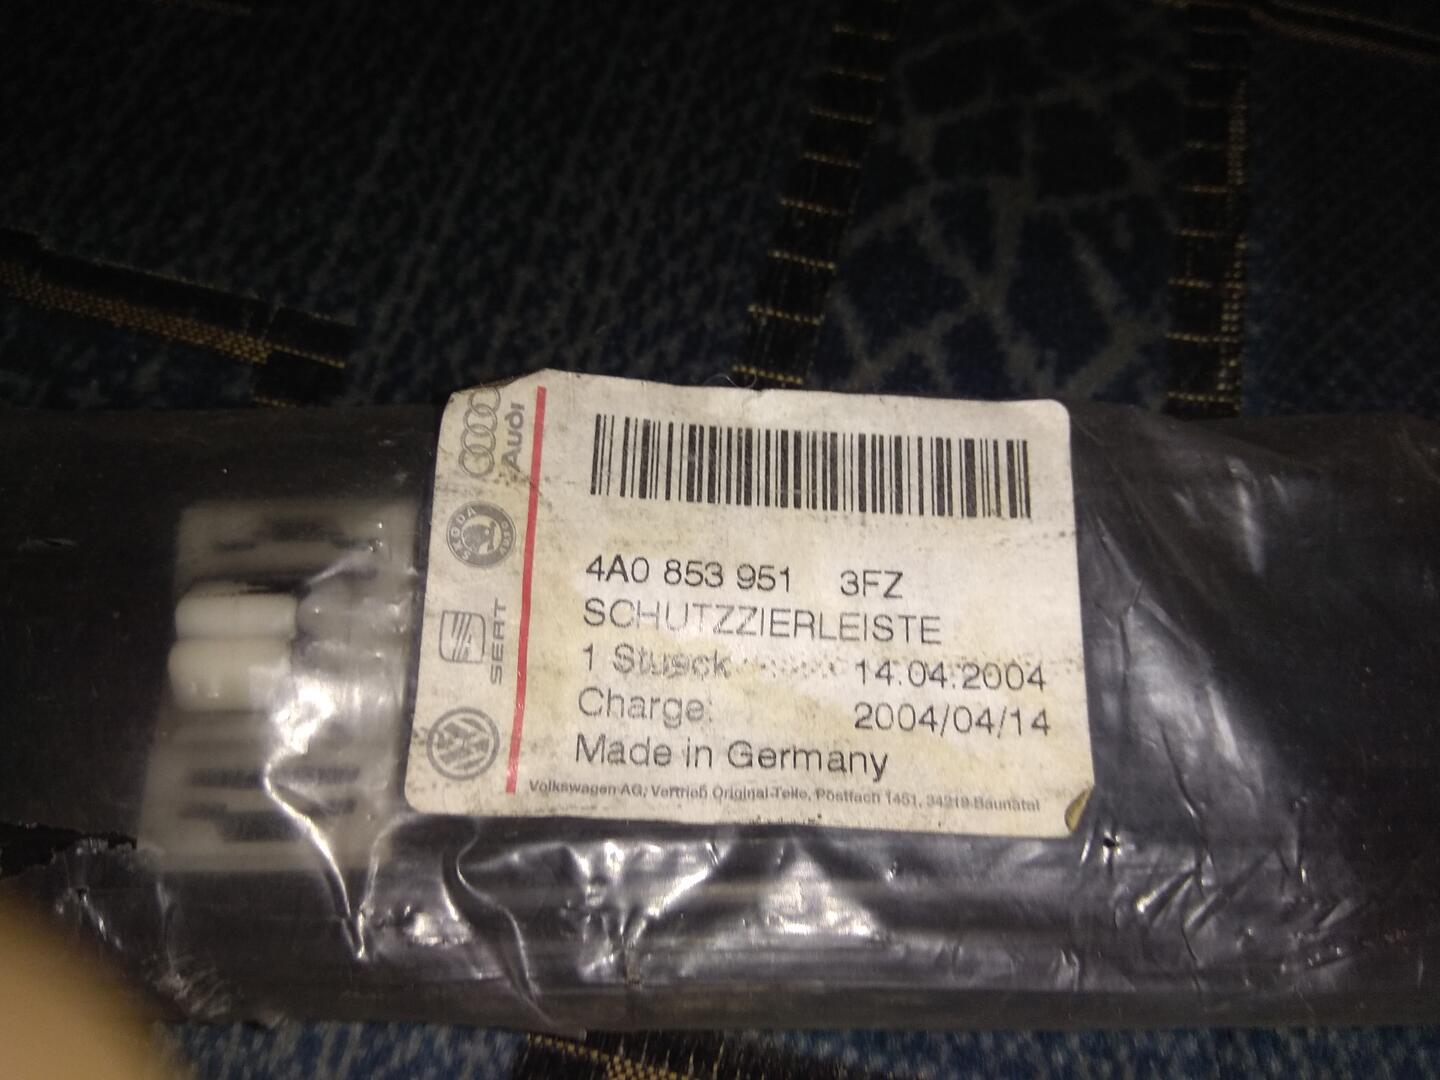 Audi
SKODA
SEAT
4A0 853 951 3FZ
SCHUTZZIERLEISTE
1 Stueck 14.04.2004
Charge: 2004/04/14
Made in Germany
Volkswagen AG, Vertrieb Original-Teile, Postfach 1451, 34219 Baunatal